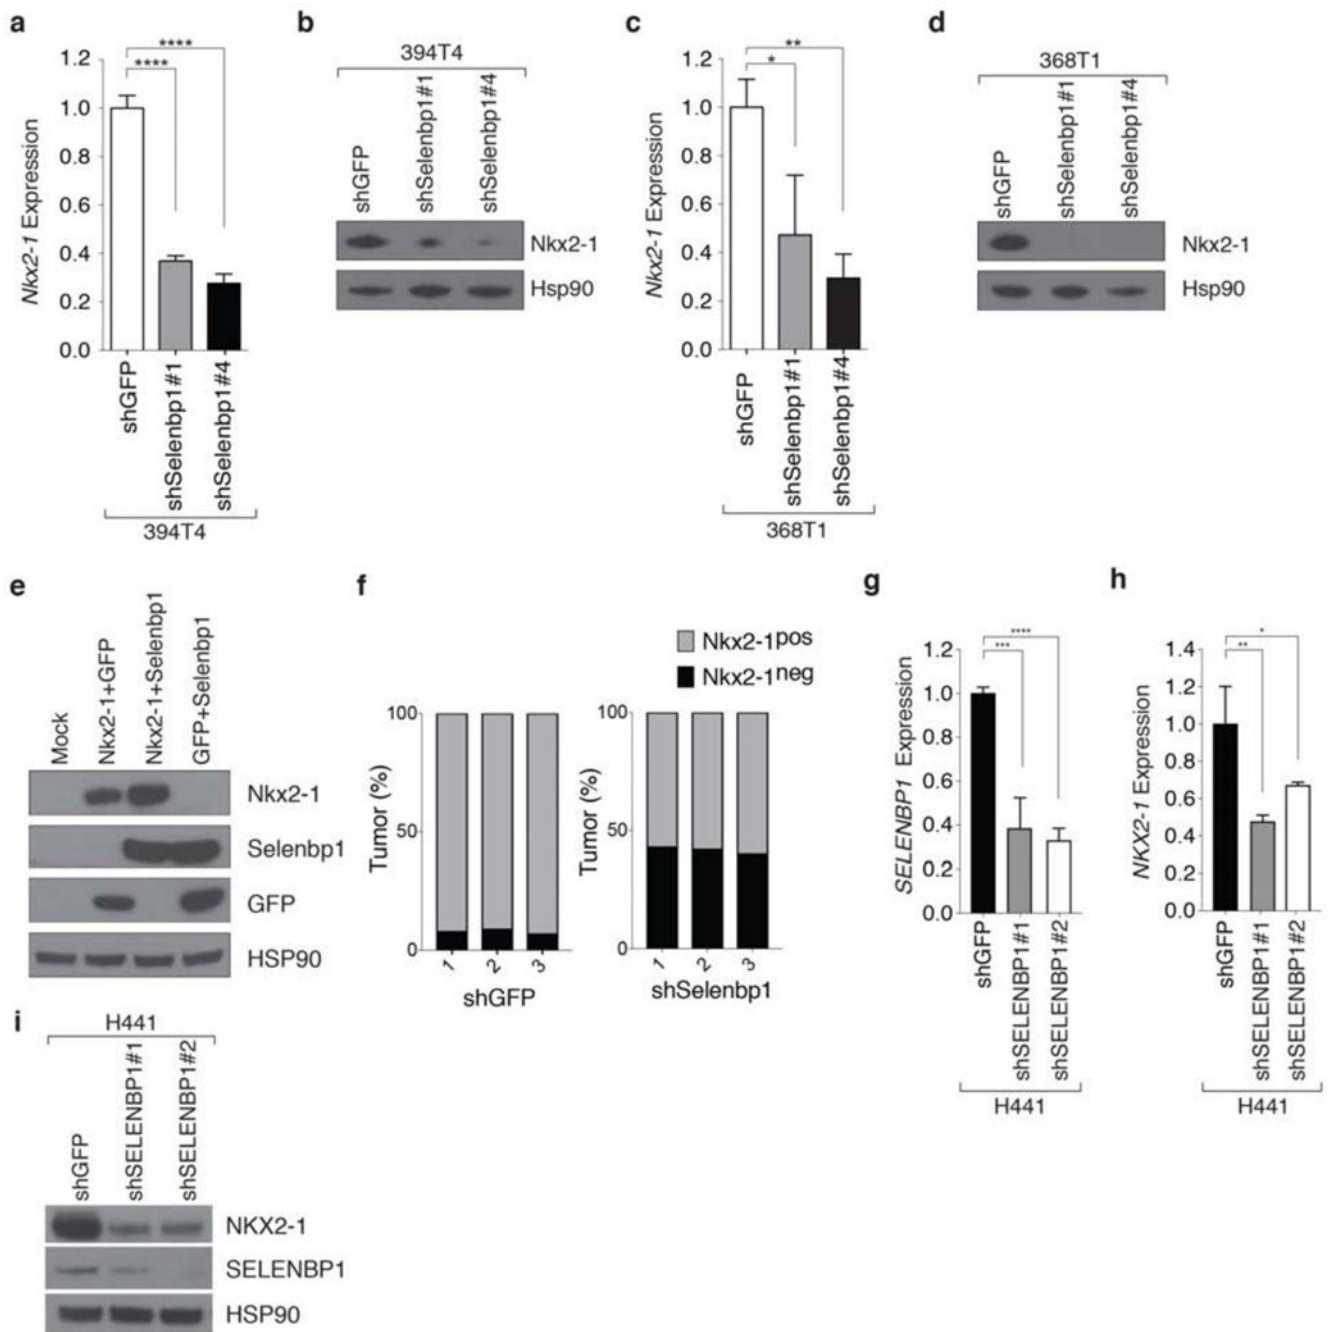 a
****
****
1.2
1.0
0.8
0.6
0.4
0.2
0.0
Nkx2-1 Expression
shGFP
shSelenbp1#1
shSelenbp1#4
394T4
b
394T4
shGFP
shSelenbp1#1
shSelenbp1#4
Nkx2-1
Hsp90
c
**
*
1.2
1.0
0.8
0.6
0.4
0.2
0.0
Nkx2-1 Expression
shGFP
shSelenbp1#1
shSelenbp1#4
368T1
d
368T1
shGFP
shSelenbp1#1
shSelenbp1#4
Nkx2-1
Hsp90
e
Mock
Nkx2-1+GFP
Nkx2-1+Selenbp1
GFP+Selenbp1
Nkx2-1
Selenbp1
GFP
HSP90
f
Nkx2-1pos
Nkx2-1neg
100
50
0
Tumor (%)
1 2 3
shGFP
100
50
0
Tumor (%)
1 2 3
shSelenbp1
g
****
***
1.2
1.0
0.8
0.6
0.4
0.2
0.0
SELENBP1 Expression
shGFP
shSELENBP1#1
shSELENBP1#2
H441
h
*
**
1.4
1.2
1.0
0.8
0.6
0.4
0.2
0.0
NKX2-1 Expression
shGFP
shSELENBP1#1
shSELENBP1#2
H441
i
H441
shGFP
shSELENBP1#1
shSELENBP1#2
NKX2-1
SELENBP1
HSP90